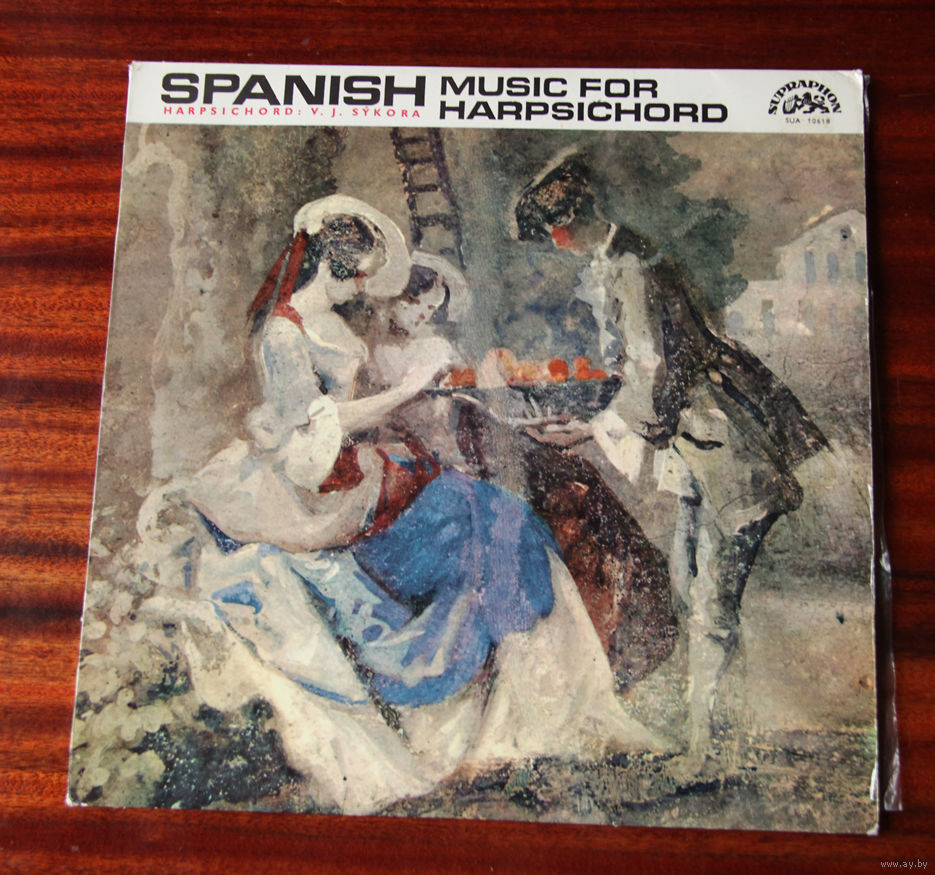 SPANISH
HARPSICHORD: V. J. SÝKORA
MUSIC FOR
HARPSICHORD
SUPRAPHON
SUA 10618
www.ay.by